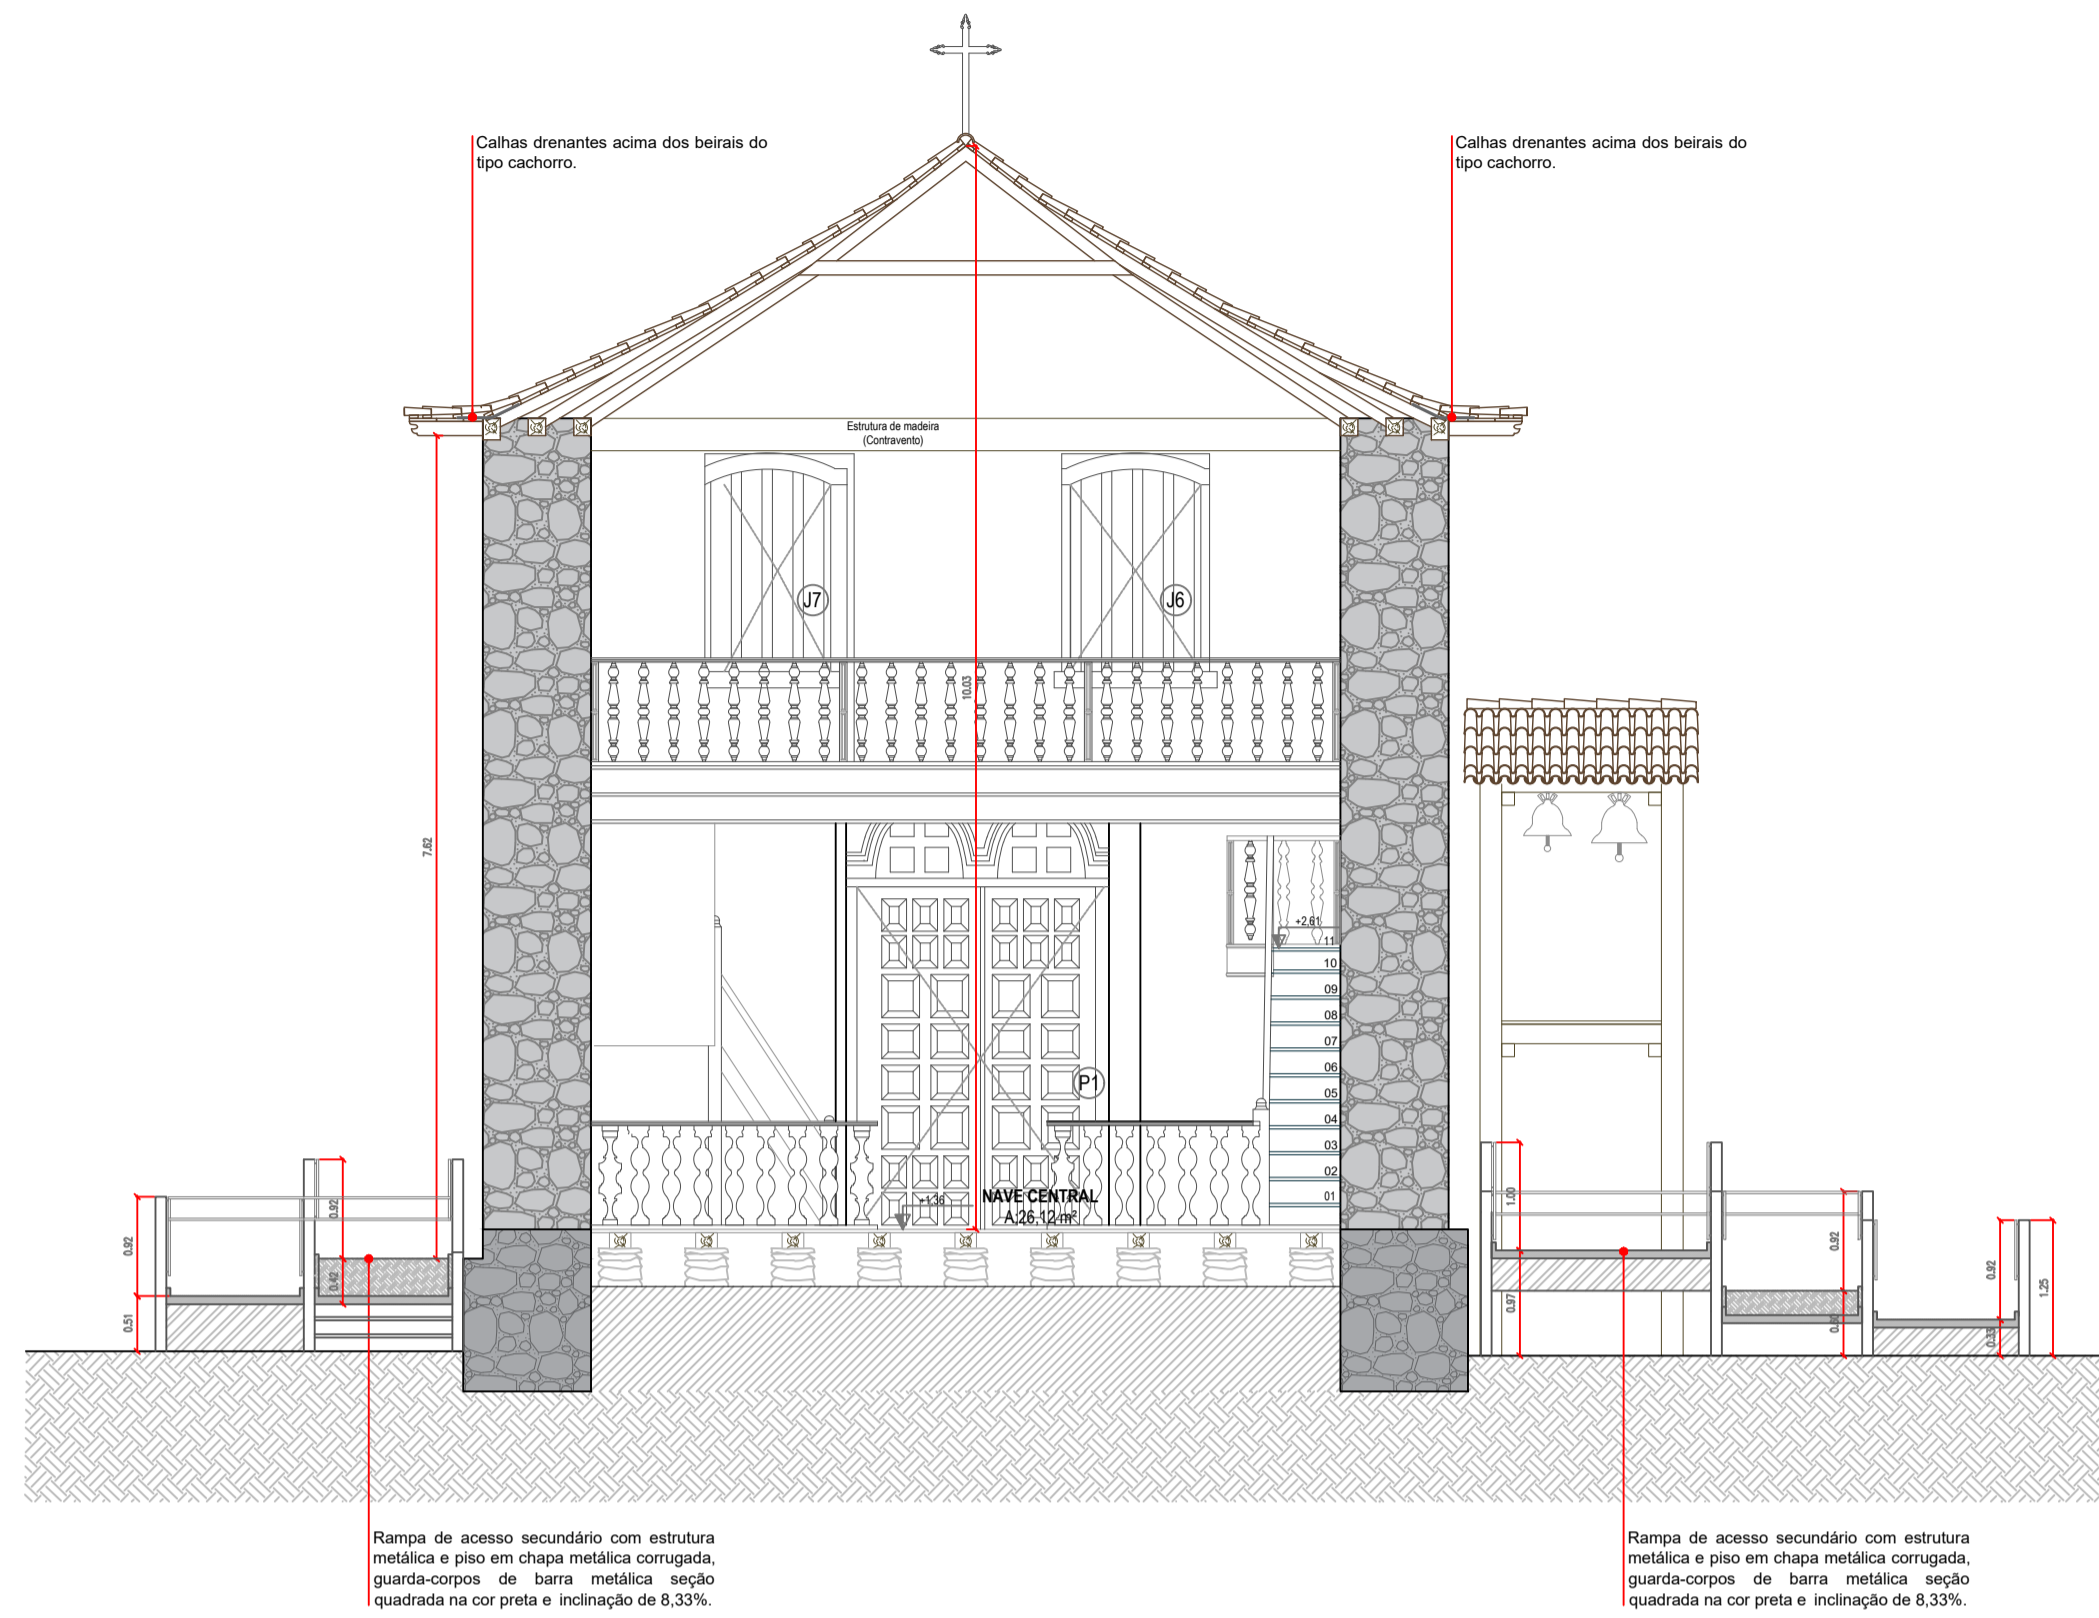 Calhas drenantes acima dos beirais do
tipo cachorro.
Calhas drenantes acima dos beirais do
tipo cachorro.
Estrutura de madeira
(Contravento)
J7
J6
10.03
7.62
+2,61
11
10
09
08
07
06
05
04
03
02
01
P1
+1,36
NAVE CENTRAL
A:26,12 m²
0.92
0.51
0.92
0.42
1.00
0.97
0.92
0.92
0.33
1.25
Rampa de acesso secundário com estrutura
metálica e piso em chapa metálica corrugada,
guarda-corpos de barra metálica seção
quadrada na cor preta e inclinação de 8,33%.
Rampa de acesso secundário com estrutura
metálica e piso em chapa metálica corrugada,
guarda-corpos de barra metálica seção
quadrada na cor preta e inclinação de 8,33%.